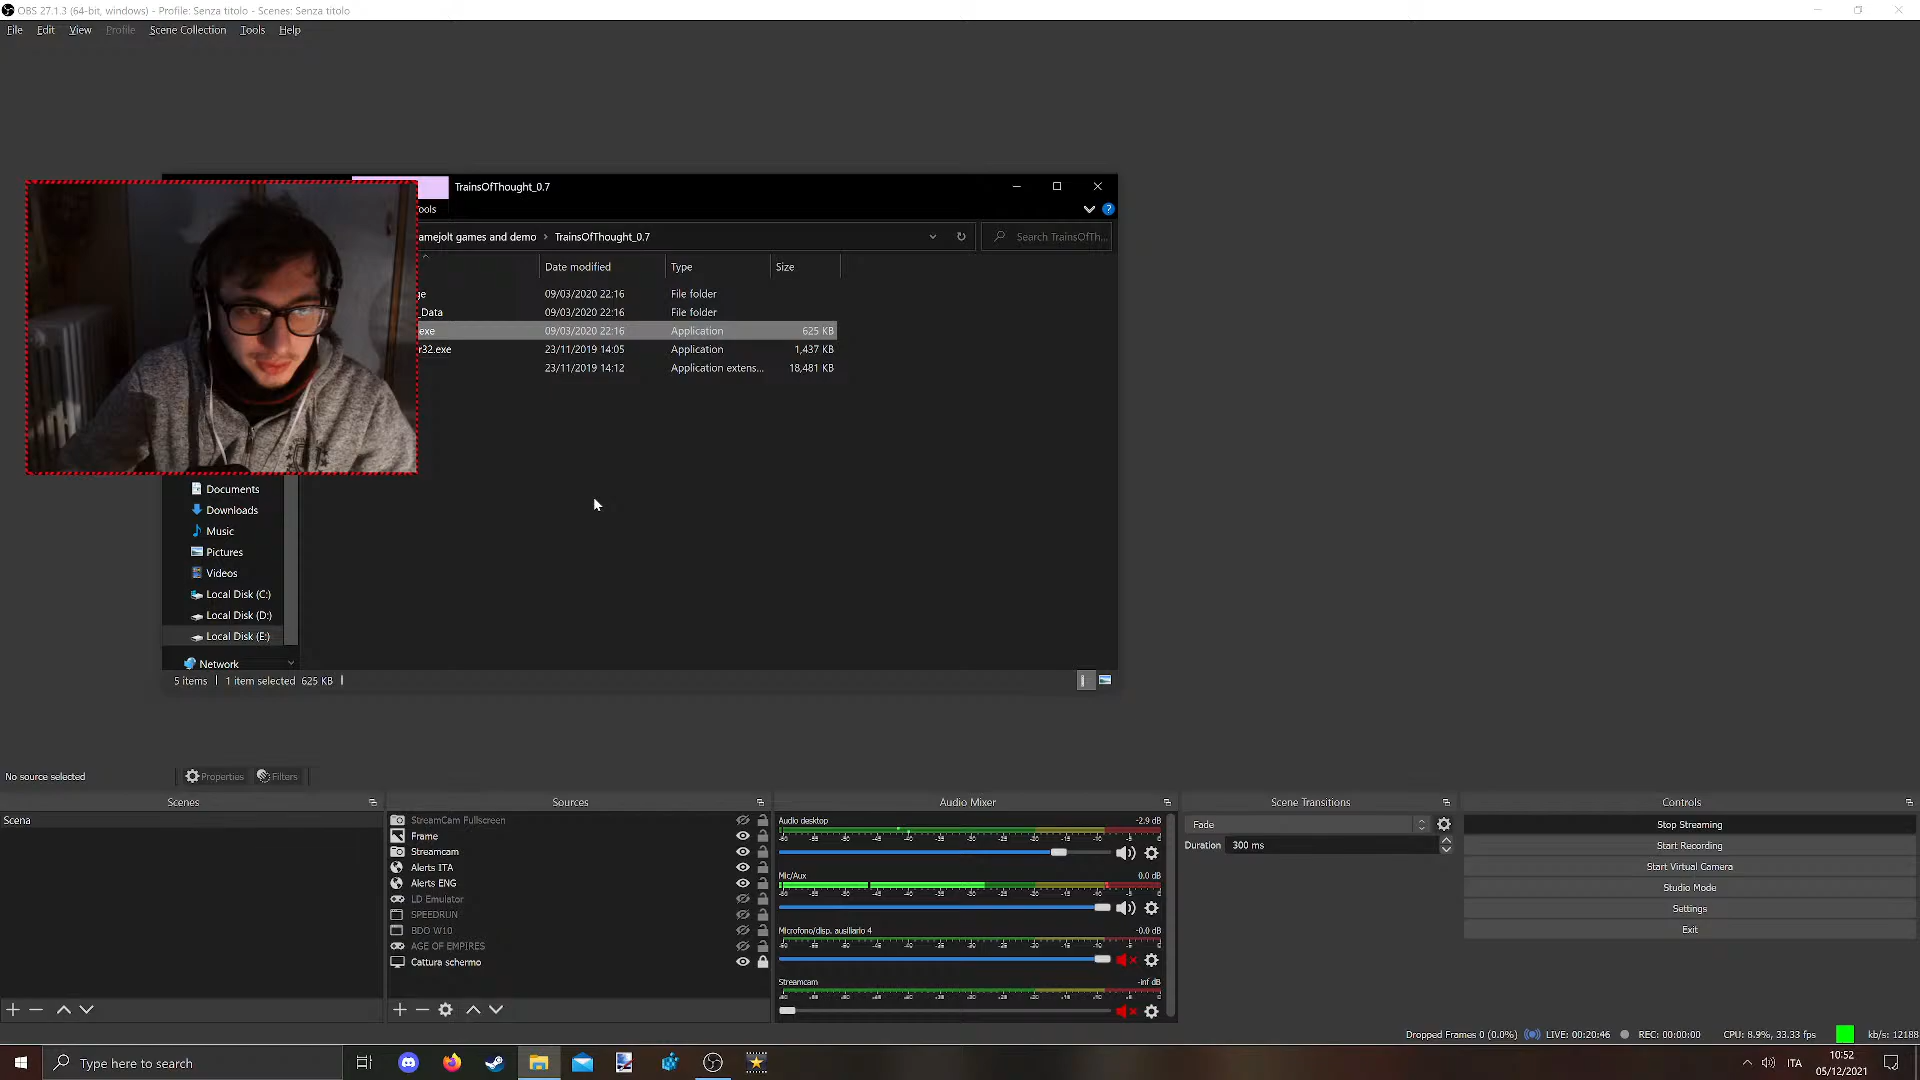 OBS 27.1.3 (64-bit, windows) - Profile: Senza titolo - Scenes: Senza titolo
File Edit View Profile Scene Collection Tools Help
TrainsOfThought_0.7
ools
amejolt games and demo › TrainsOfThought_0.7
Search TrainsOfTh...
Date modified Type Size
ge 09/03/2020 22:16 File folder
_Data 09/03/2020 22:16 File folder
exe 09/03/2020 22:16 Application 625 KB
r32.exe 23/11/2019 14:05 Application 1,437 KB
23/11/2019 14:12 Application extens... 18,481 KB
Documents
Downloads
Music
Pictures
Videos
Local Disk (C:)
Local Disk (D:)
Local Disk (E:)
Network
5 items 1 item selected 625 KB
No source selected Properties Filters
Scenes
Scena
Sources
StreamCam Fullscreen
Frame
Streamcam
Alerts ITA
Alerts ENG
LD Emulator
SPEEDRUN
BDO W10
AGE OF EMPIRES
Cattura schermo
Audio Mixer
Audio desktop -2.9 dB
Mic/Aux 0.0 dB
Microfono/disp. ausiliario 4 -0.0 dB
Streamcam -inf dB
Scene Transitions
Fade
Duration 300 ms
Controls
Stop Streaming
Start Recording
Start Virtual Camera
Studio Mode
Settings
Exit
Dropped Frames 0 (0.0%) LIVE: 00:20:46 REC: 00:00:00 CPU: 8.9%, 33.33 fps kb/s: 12188
Type here to search
ITA
10:52
05/12/2021